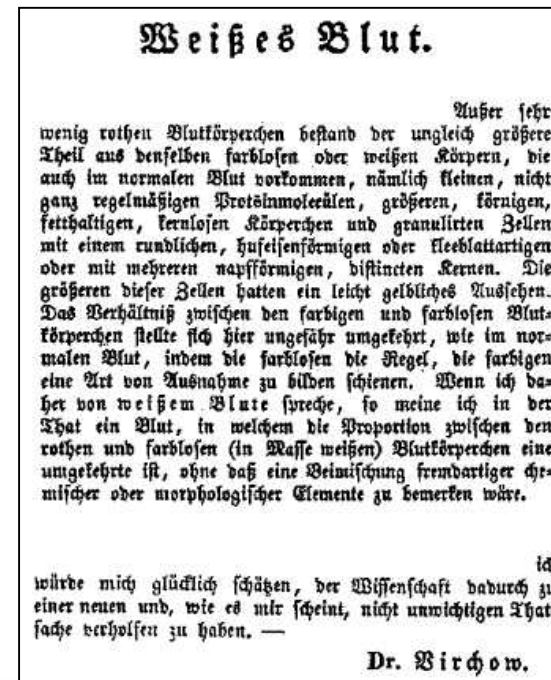 Weißes Blut.
Außer sehr
wenig rothen Blutkörperchen bestand der ungleich größere
Theil aus denselben farblosen oder weißen Körpern, die
auch im normalen Blut vorkommen, nämlich kleinen, nicht
ganz regelmäßigen Proteinmolecülen, größeren, körnigen,
fetthaltigen, kernlosen Körperchen und granulirten Zellen
mit einem rundlichen, hufeisenförmigen oder kleeblattartigen
oder mit mehreren napfförmigen, distincten Kernen. Die
größeren dieser Zellen hatten ein leicht gelbliches Aussehen.
Das Verhältniß zwischen den farbigen und farblosen Blut-
körperchen stellte sich hier ungefähr umgekehrt, wie im nor-
malen Blut, indem die farblosen die Regel, die farbigen
eine Art von Ausnahme zu bilden schienen. Wenn ich da-
her von weißem Blute spreche, so meine ich in der
That ein Blut, in welchem die Proportion zwischen den
rothen und farblosen (in Masse weißen) Blutkörperchen eine
umgekehrte ist, ohne daß eine Beimischung fremdartiger che-
mischer oder morphologischer Elemente zu bemerken wäre.
ich
würde mich glücklich schätzen, der Wissenschaft dadurch zu
einer neuen und, wie es mir scheint, nicht unwichtigen That
sache verholfen zu haben. —
Dr. Virchow.